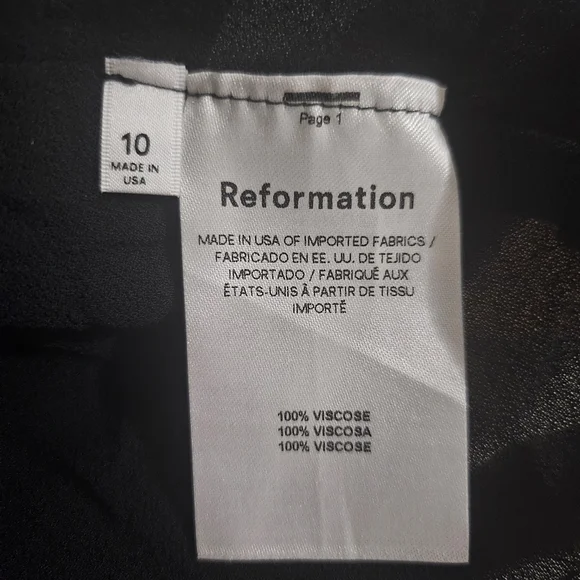 10
MADE IN
USA
Page 1
Reformation
MADE IN USA OF IMPORTED FABRICS /
FABRICADO EN EE. UU. DE TEJIDO
IMPORTADO / FABRIQUÉ AUX
ÉTATS-UNIS À PARTIR DE TISSU
IMPORTÉ
100% VISCOSE
100% VISCOSA
100% VISCOSE